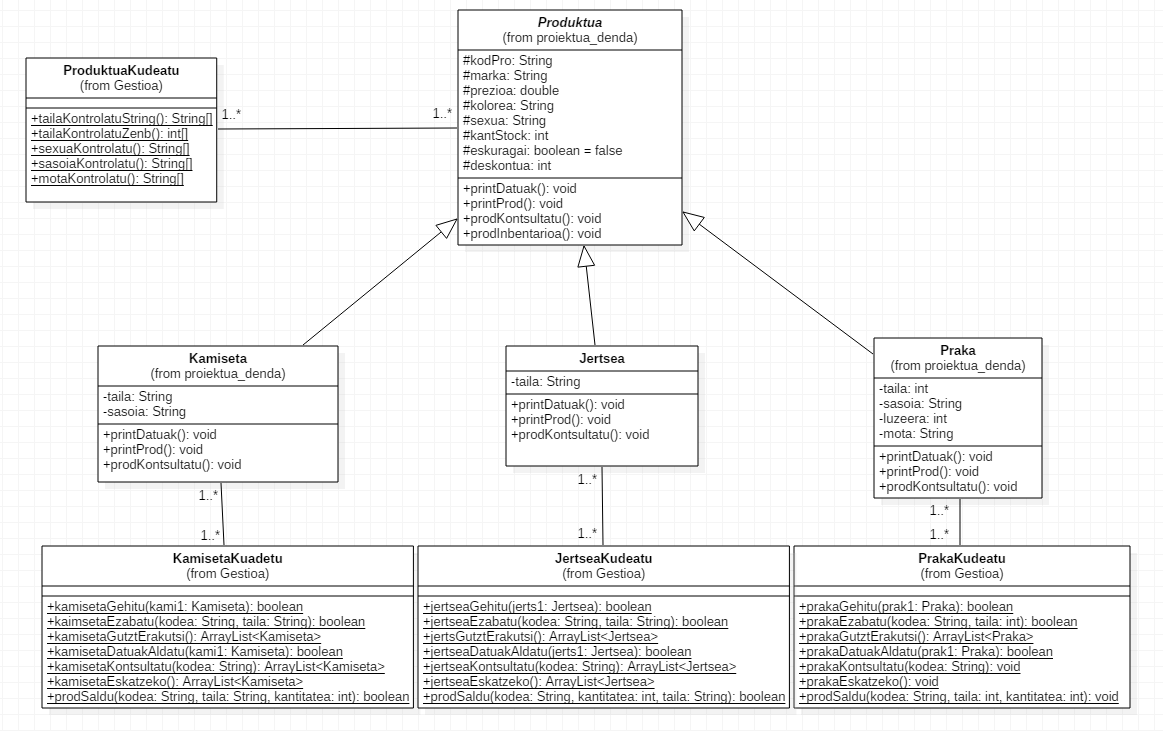 Produktua
(from proiektua_denda)
#kodPro: String
#marka: String
#prezioa: double
#kolorea: String
#sexua: String
#kantStock: int
#eskuragai: boolean = false
#deskontua: int
+printDatuak(): void
+printProd(): void
+prodKontsultatu(): void
+prodInbentarioa(): void
ProduktuaKudeatu
(from Gestioa)
+tailaKontrolatuString(): String[]
+tailaKontrolatuZenb(): int[]
+sexuaKontrolatu(): String[]
+sasoiaKontrolatu(): String[]
+motaKontrolatu(): String[]
1..*
1..*
Kamiseta
(from proiektua_denda)
-taila: String
-sasoia: String
+printDatuak(): void
+printProd(): void
+prodKontsultatu(): void
1..*
1..*
Jertsea
-taila: String
+printDatuak(): void
+printProd(): void
+prodKontsultatu(): void
1..*
1..*
Praka
(from proiektua_denda)
-taila: int
-sasoia: String
-luzeera: int
-mota: String
+printDatuak(): void
+printProd(): void
+prodKontsultatu(): void
1..*
1..*
KamisetaKuadetu
(from Gestioa)
+kamisetaGehitu(kami1: Kamiseta): boolean
+kaimsetaEzabatu(kodea: String, taila: String): boolean
+kamisetaGutztErakutsi(): ArrayList<Kamiseta>
+kamisetaDatuakAldatu(kami1: Kamiseta): boolean
+kamisetaKontsultatu(kodea: String): ArrayList<Kamiseta>
+kamisetaEskatzeko(): ArrayList<Kamiseta>
+prodSaldu(kodea: String, taila: String, kantitatea: int): boolean
JertseaKudeatu
(from Gestioa)
+jertseaGehitu(jerts1: Jertsea): boolean
+jertseaEzabatu(kodea: String, taila: String): boolean
+jertsGutztErakutsi(): ArrayList<Jertsea>
+jertseaDatuakAldatu(jerts1: Jertsea): boolean
+jertseaKontsultatu(kodea: String): ArrayList<Jertsea>
+jertseaEskatzeko(): ArrayList<Jertsea>
+prodSaldu(kodea: String, kantitatea: int, taila: String): boolean
PrakaKudeatu
(from Gestioa)
+prakaGehitu(prak1: Praka): boolean
+prakaEzabatu(kodea: String, taila: int): boolean
+prakaGutztErakutsi(): ArrayList<Praka>
+prakaDatuakAldatu(prak1: Praka): boolean
+prakaKontsultatu(kodea: String): void
+prakaEskatzeko(): void
+prodSaldu(kodea: String, taila: int, kantitatea: int): void